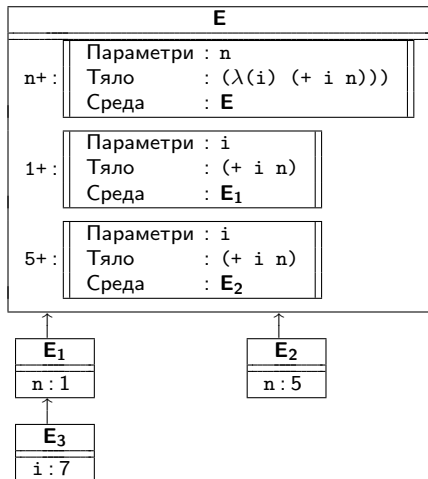 E
n+ : Параметри : n
Тяло : (λ(i) (+ i n)))
Среда : E
1+ : Параметри : i
Тяло : (+ i n)
Среда : E₁
5+ : Параметри : i
Тяло : (+ i n)
Среда : E₂
E₁ E₂
n : 1 n : 5
E₃
i : 7